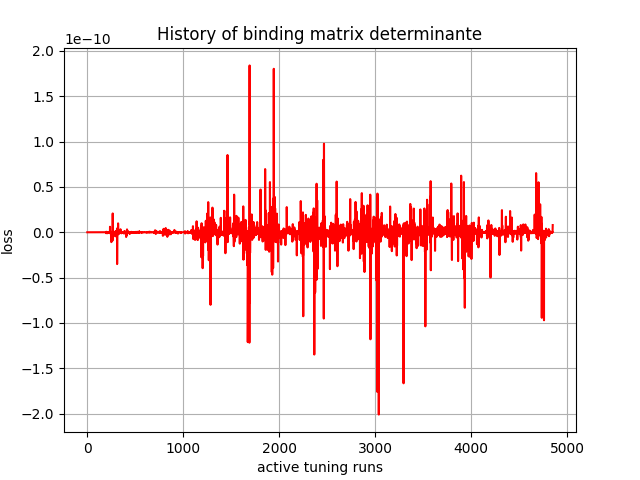 History of binding matrix determinante
1e−10
2.0
1.5
1.0
0.5
0.0
−0.5
−1.0
−1.5
−2.0
loss
0 1000 2000 3000 4000 5000
active tuning runs